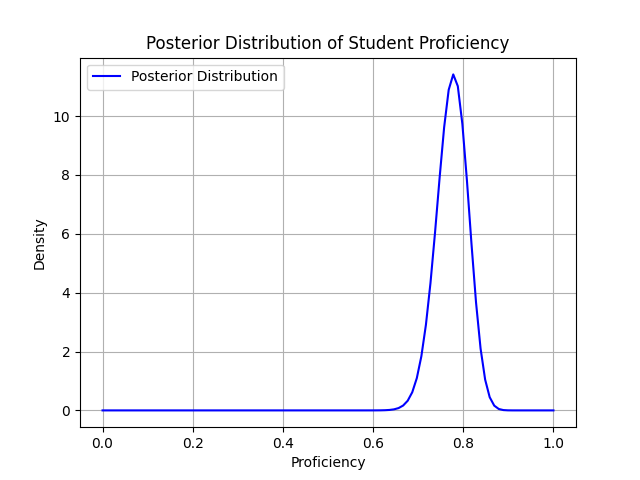 Posterior Distribution of Student Proficiency
Posterior Distribution
10
8
6
4
2
0
Density
0.0 0.2 0.4 0.6 0.8 1.0
Proficiency